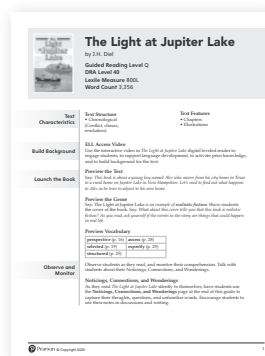 The Light at Jupiter Lake
by J.H. Diel
Guided Reading Level Q
DRA Level 40
Lexile Measure 800L
Word Count 3,356
Text
Characteristics
Text Structure
• Chronological
(Conflict, climax,
resolution)
Text Features
• Chapters
• Illustrations
Build Background
ELL Access Video
Use the interactive video in The Light at Jupiter Lake digital leveled reader to
engage students, to support language development, to activate prior knowledge,
and to build background for the text.
Launch the Book
Preview the Text
Say: This book is about a young boy named Alex who moves from his city home in Texas
to a rural home on Jupiter Lake in New Hampshire. Let's read to find out what happens
to Alex as he tries to adjust to his new home.
Preview the Genre
Say: The Light at Jupiter Lake is an example of realistic fiction. Show students
the cover of the book. Say: What about this cover tells you that this book is realistic
fiction? As you read, ask yourself if the events in the story are things that could happen
in real life.
Preview Vocabulary
perspective (p. 16)
assess (p. 28)
selected (p. 19)
expertly (p. 29)
structured (p. 23)
Observe and
Monitor
Observe students as they read, and monitor their comprehension. Talk with
students about their Noticings, Connections, and Wonderings.
Noticings, Connections, and Wonderings
As they read The Light at Jupiter Lake silently to themselves, have students use
the Noticings, Connections, and Wonderings page at the end of this guide to
capture their thoughts, questions, and unfamiliar words. Encourage students to
use their notes in discussions and writing.
Pearson © Copyright 2020
1